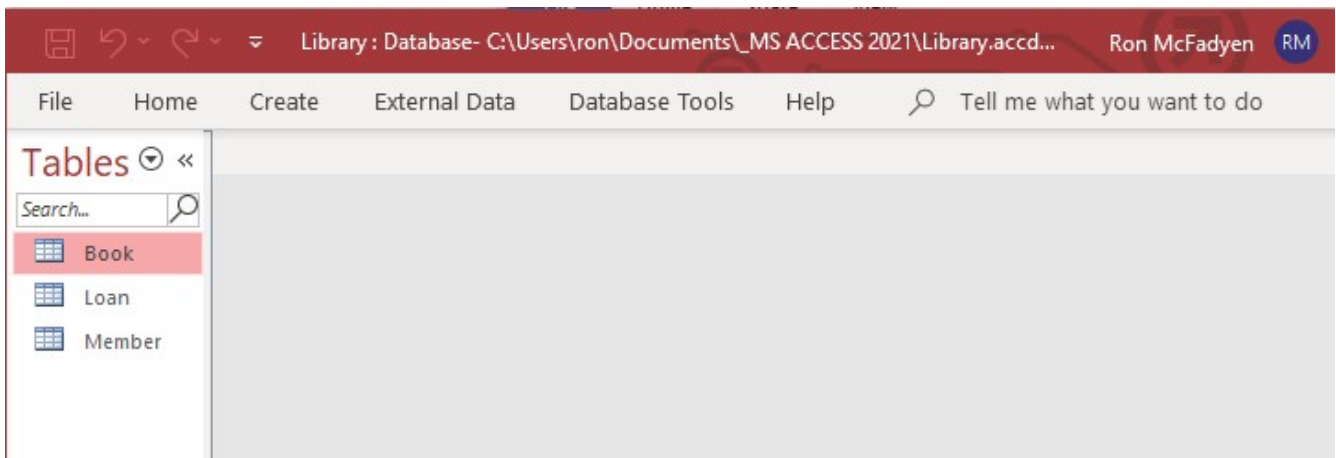 Library : Database- C:\Users\ron\Documents\_MS ACCESS 2021\Library.accd... Ron McFadyen RM
File Home Create External Data Database Tools Help Tell me what you want to do
Tables
Search...
Book
Loan
Member